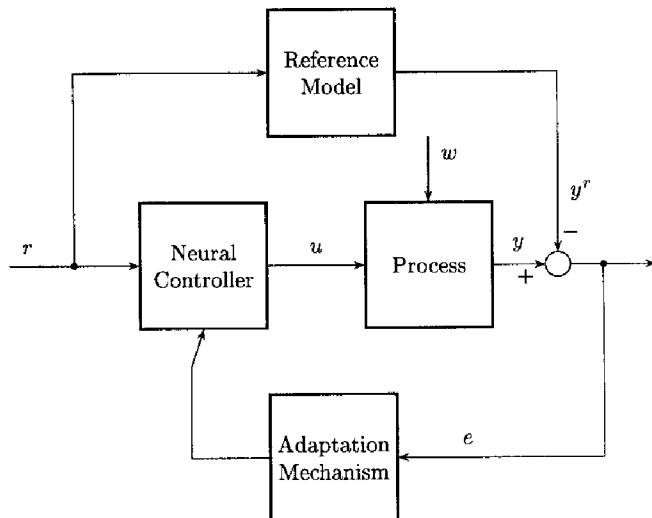 Reference
Model
w
y^r
−
r
Neural
Controller
u
Process
y
+
Adaptation
Mechanism
e